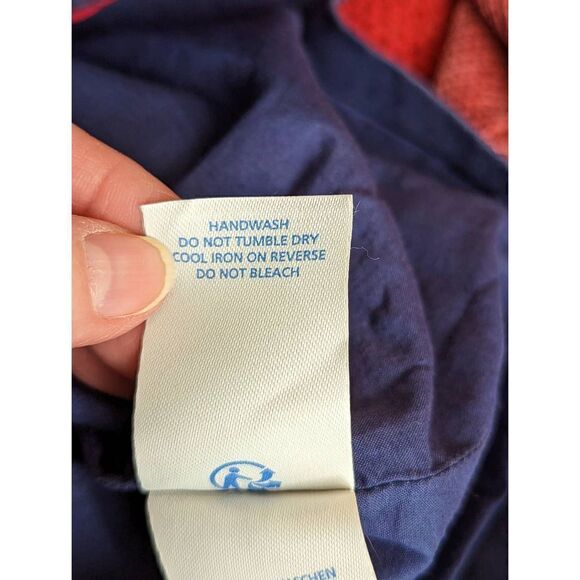 HANDWASH
DO NOT TUMBLE DRY
COOL IRON ON REVERSE
DO NOT BLEACH